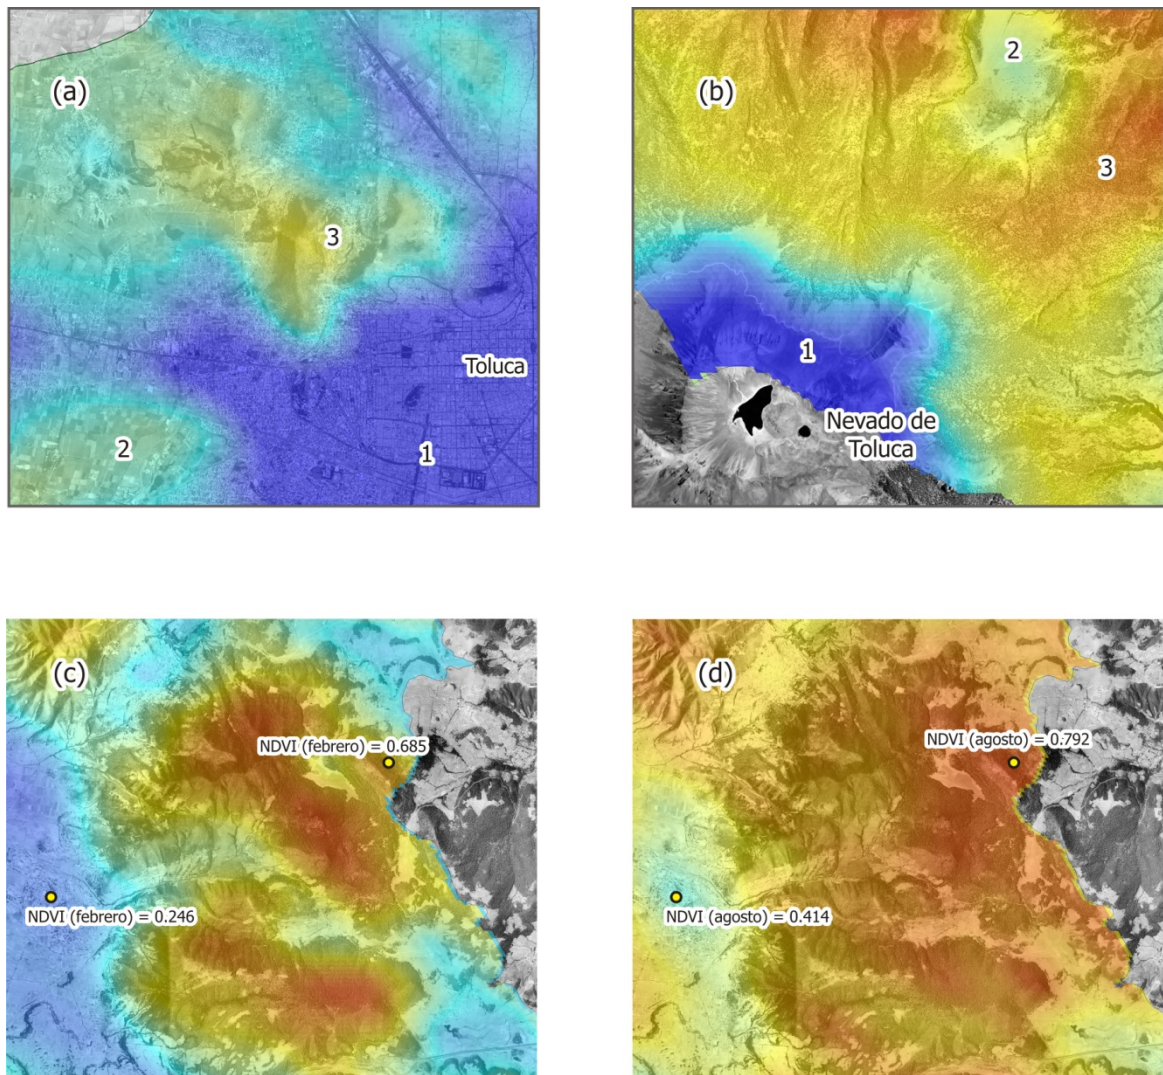 (a)
3
Toluca
2
1
(b)
2
3
1
Nevado de
Toluca
(c)
NDVI (febrero) = 0.685
NDVI (febrero) = 0.246
(d)
NDVI (agosto) = 0.792
NDVI (agosto) = 0.414